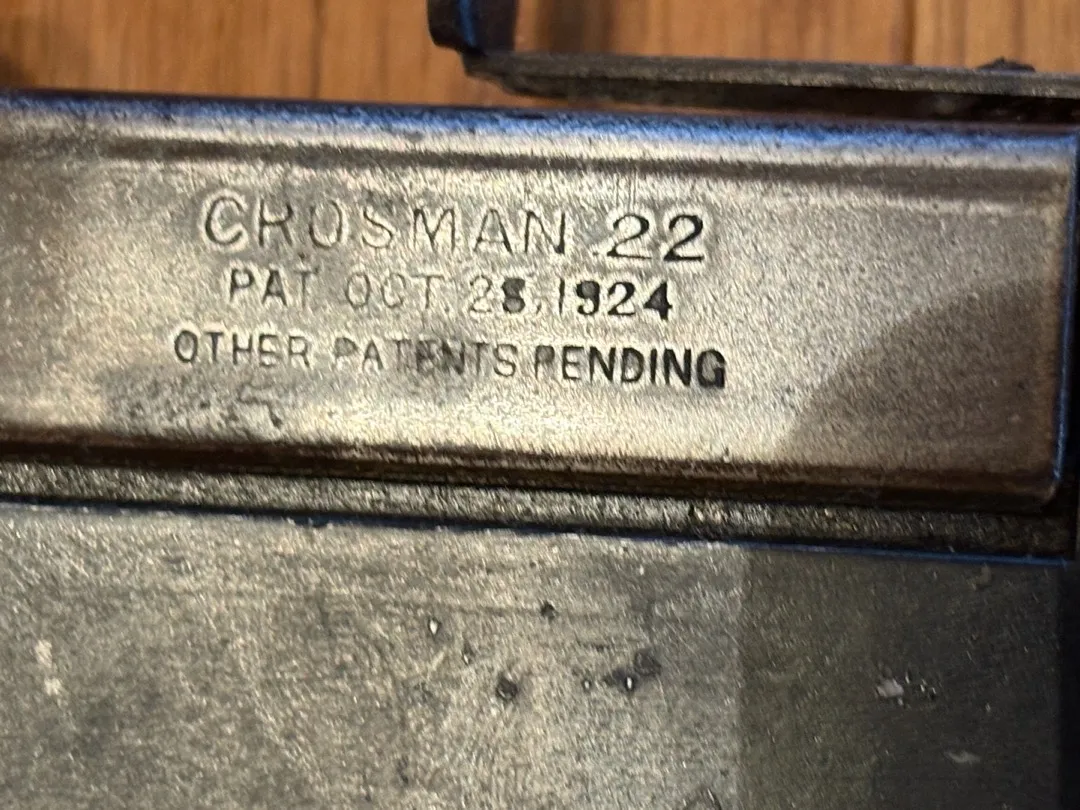 CROSMAN 22
PAT. OCT. 28, 1924
OTHER PATENTS PENDING